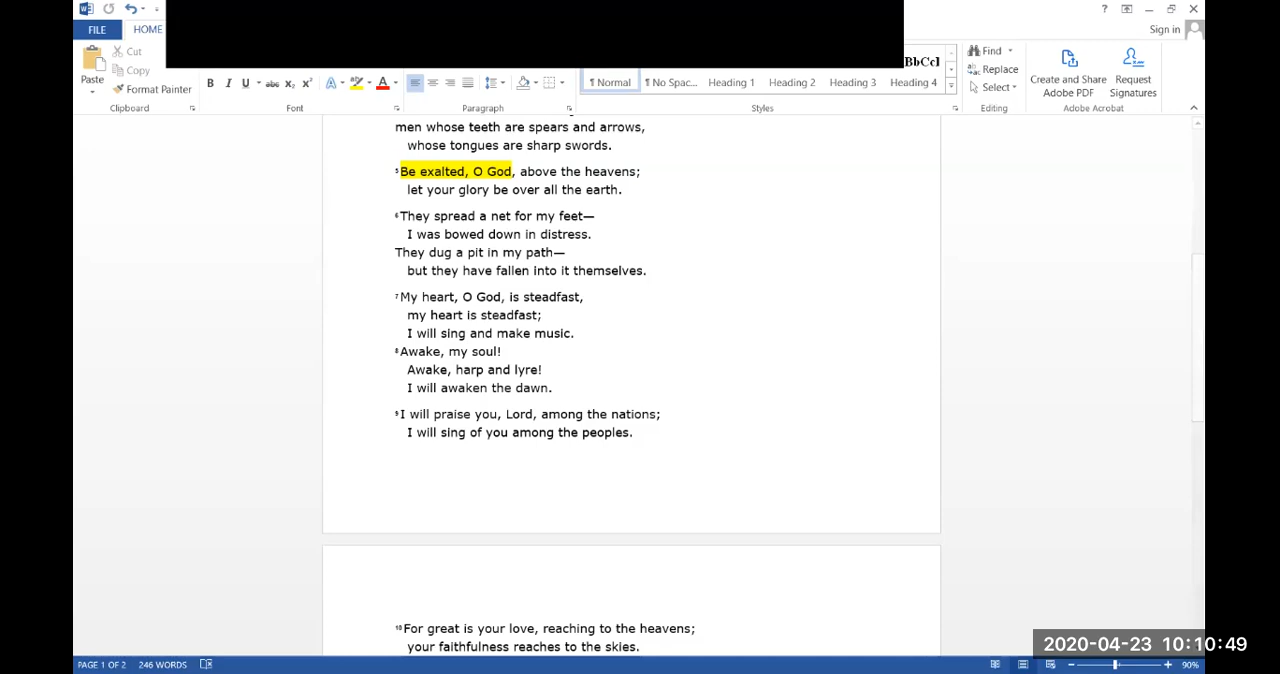 Sign in
FILE
HOME
Paste
Cut
Copy
Format Painter
B I U abc X₂ X² A A
BbCcI
¶ Normal
¶ No Spac...
Heading 1
Heading 2
Heading 3
Heading 4
Find
Replace
Select
Create and Share
Adobe PDF
Request
Signatures
Clipboard
Font
Paragraph
Styles
Editing
Adobe Acrobat
men whose teeth are spears and arrows,
whose tongues are sharp swords.
5 Be exalted, O God, above the heavens;
let your glory be over all the earth.
6 They spread a net for my feet—
I was bowed down in distress.
They dug a pit in my path—
but they have fallen into it themselves.
7 My heart, O God, is steadfast,
my heart is steadfast;
I will sing and make music.
8 Awake, my soul!
Awake, harp and lyre!
I will awaken the dawn.
9 I will praise you, Lord, among the nations;
I will sing of you among the peoples.
10 For great is your love, reaching to the heavens;
your faithfulness reaches to the skies.
2020-04-23 10:10:49
PAGE 1 OF 2
246 WORDS
90%